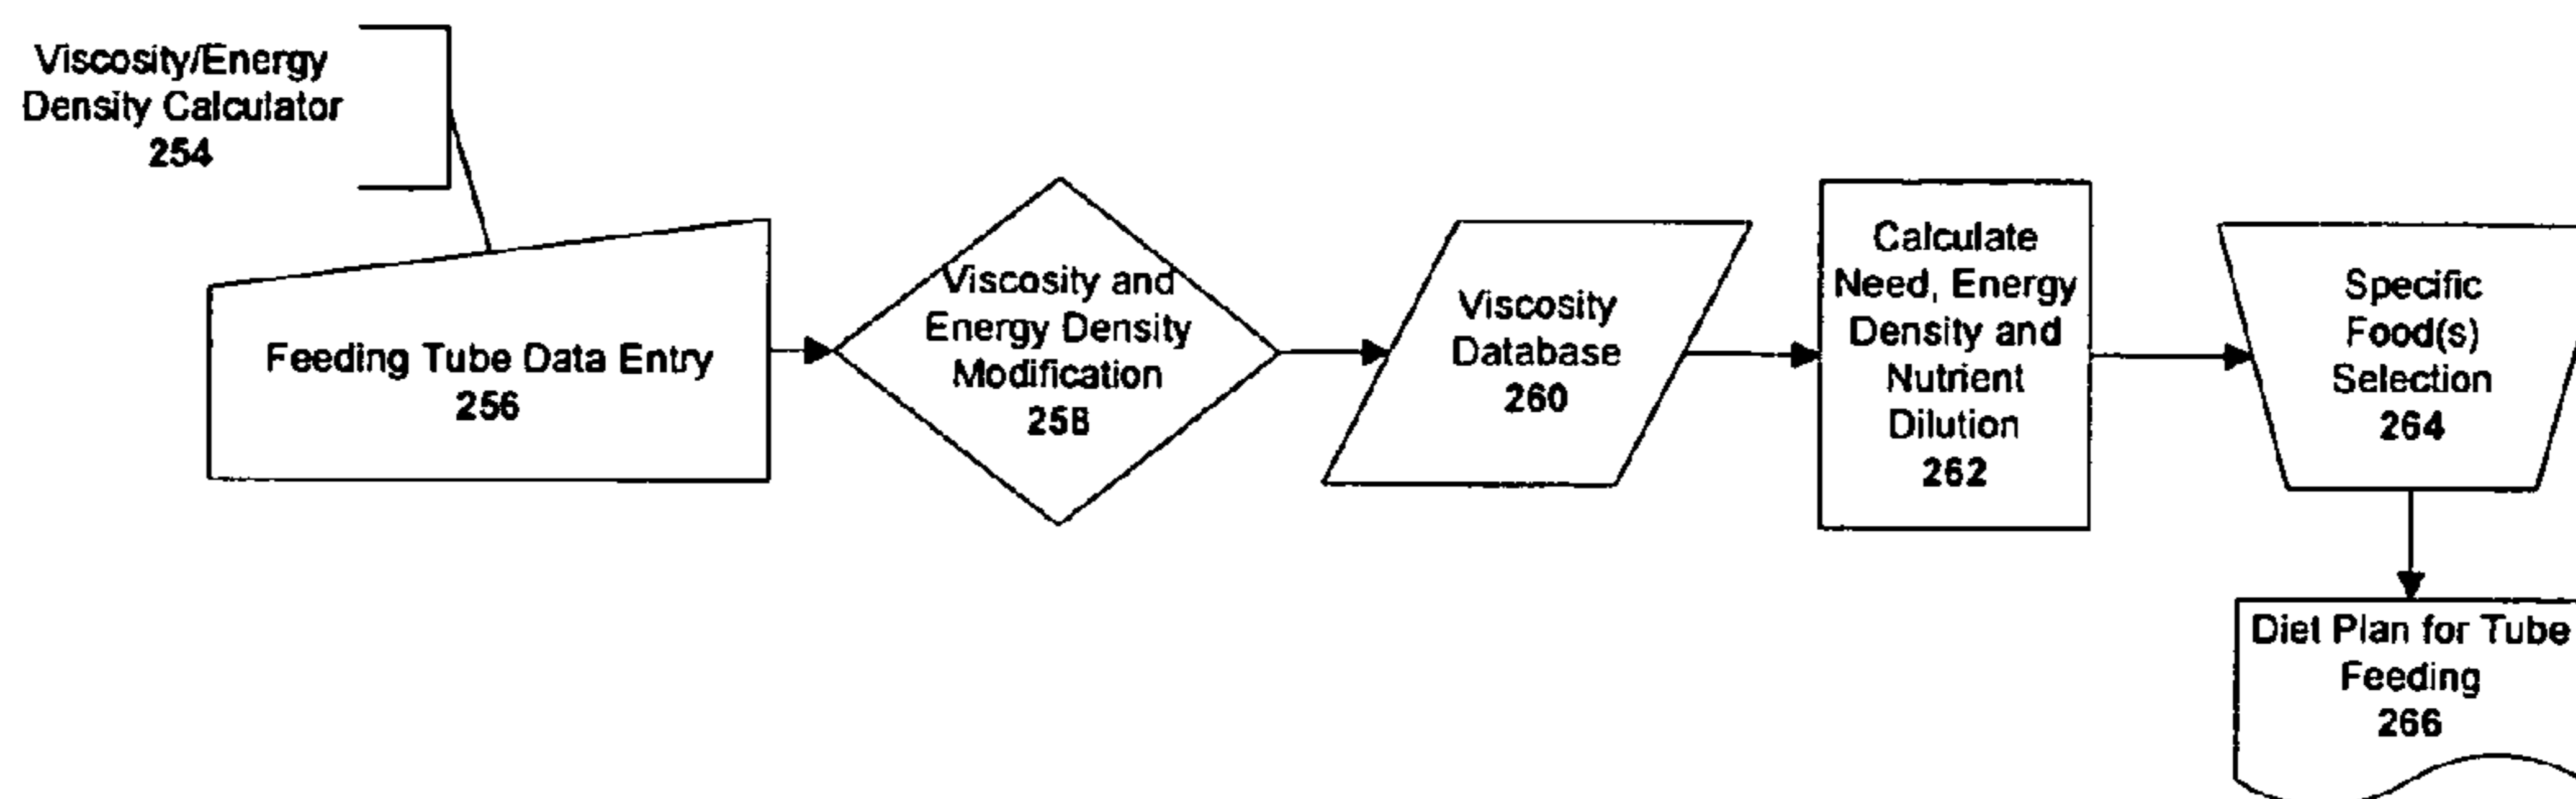 Viscosity/Energy
Density Calculator
254
Feeding Tube Data Entry
256
Viscosity and
Energy Density
Modification
258
Viscosity
Database
260
Calculate
Need, Energy
Density and
Nutrient
Dilution
262
Specific
Food(s)
Selection
264
Diet Plan for Tube
Feeding
266